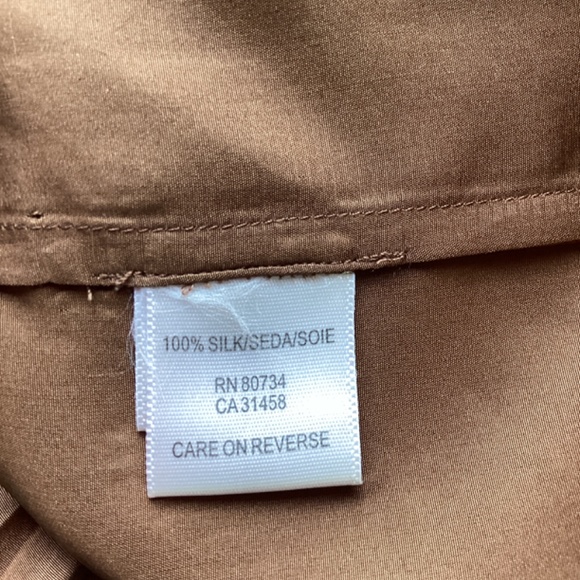 100% SILK/SEDA/SOIE
RN 80734
CA 31458
CARE ON REVERSE